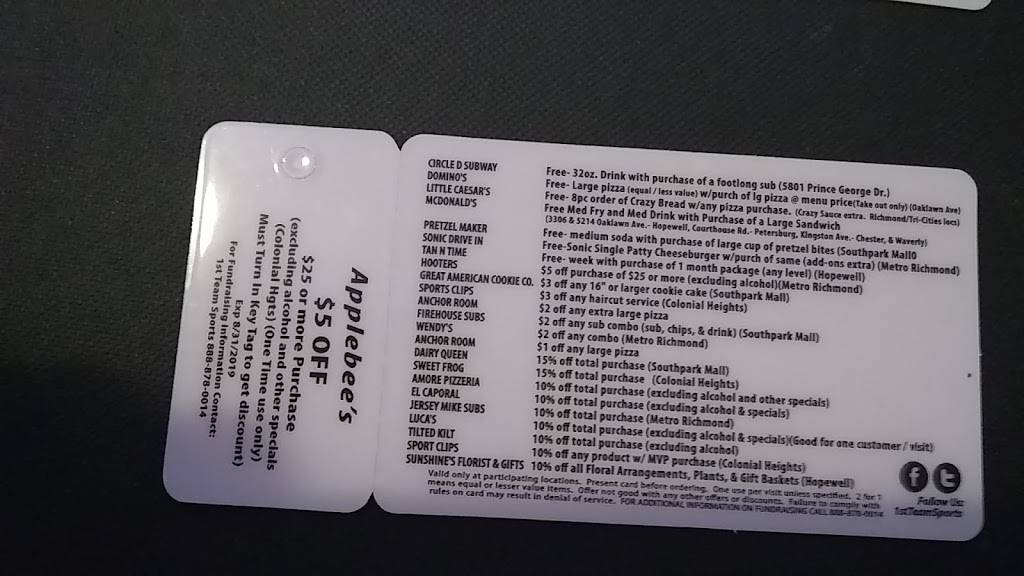 Applebee's
$5 OFF
$25 or more Purchase
(excluding alcohol and other specials
(Colonial Hgts) (One Time use only)
Must Turn In Key Tag to get discount)
Exp 8/31/2019
For Fundraising Information Contact:
1st Team Sports 888-878-0014
CIRCLE D SUBWAY Free- 32oz. Drink with purchase of a footlong sub (5801 Prince George Dr.)
DOMINO'S Free- Large pizza (equal / less value) w/purch of lg pizza @ menu price(Take out only) (Oaklawn Ave)
LITTLE CAESAR'S Free- 8pc order of Crazy Bread w/any pizza purchase. (Crazy Sauce extra. Richmond/Tri-Cities locs)
MCDONALD'S Free Med Fry and Med Drink with Purchase of a Large Sandwich
(3306 & 5214 Oaklawn Ave.- Hopewell, Courthouse Rd.- Petersburg, Kingston Ave.- Chester, & Waverly)
PRETZEL MAKER Free- medium soda with purchase of large cup of pretzel bites (Southpark Mall0
SONIC DRIVE IN Free-Sonic Single Patty Cheeseburger w/purch of same (add-ons extra) (Metro Richmond)
TAN N TIME Free- week with purchase of 1 month package (any level) (Hopewell)
HOOTERS $5 off purchase of $25 or more (excluding alcohol)(Metro Richmond)
GREAT AMERICAN COOKIE CO. $3 off any 16" or larger cookie cake (Southpark Mall)
SPORTS CLIPS $3 off any haircut service (Colonial Heights)
ANCHOR ROOM $2 off any extra large pizza
FIREHOUSE SUBS $2 off any sub combo (sub, chips, & drink) (Southpark Mall)
WENDY'S $2 off any combo (Metro Richmond)
ANCHOR ROOM $1 off any large pizza
DAIRY QUEEN 15% off total purchase (Southpark Mall)
SWEET FROG 15% off total purchase (Colonial Heights)
AMORE PIZZERIA 10% off total purchase (excluding alcohol and other specials)
EL CAPORAL 10% off total purchase (excluding alcohol & specials)
JERSEY MIKE SUBS 10% off total purchase (Metro Richmond)
LUCA'S 10% off total purchase (excluding alcohol & specials)(Good for one customer / visit)
TILTED KILT 10% off total purchase (excluding alcohol)
SPORT CLIPS 10% off any product w/ MVP purchase (Colonial Heights)
SUNSHINE'S FLORIST & GIFTS 10% off all Floral Arrangements, Plants, & Gift Baskets (Hopewell)
Valid only at participating locations. Present card before ordering. One use per visit unless specified. 2 for 1
means equal or lesser value items. Offer not good with any other offers or discounts. Failure to comply with
rules on card may result in denial of service. FOR ADDITIONAL INFORMATION ON FUNDRAISING CALL 888-878-0014
f t
Follow Us:
1stTeamSports